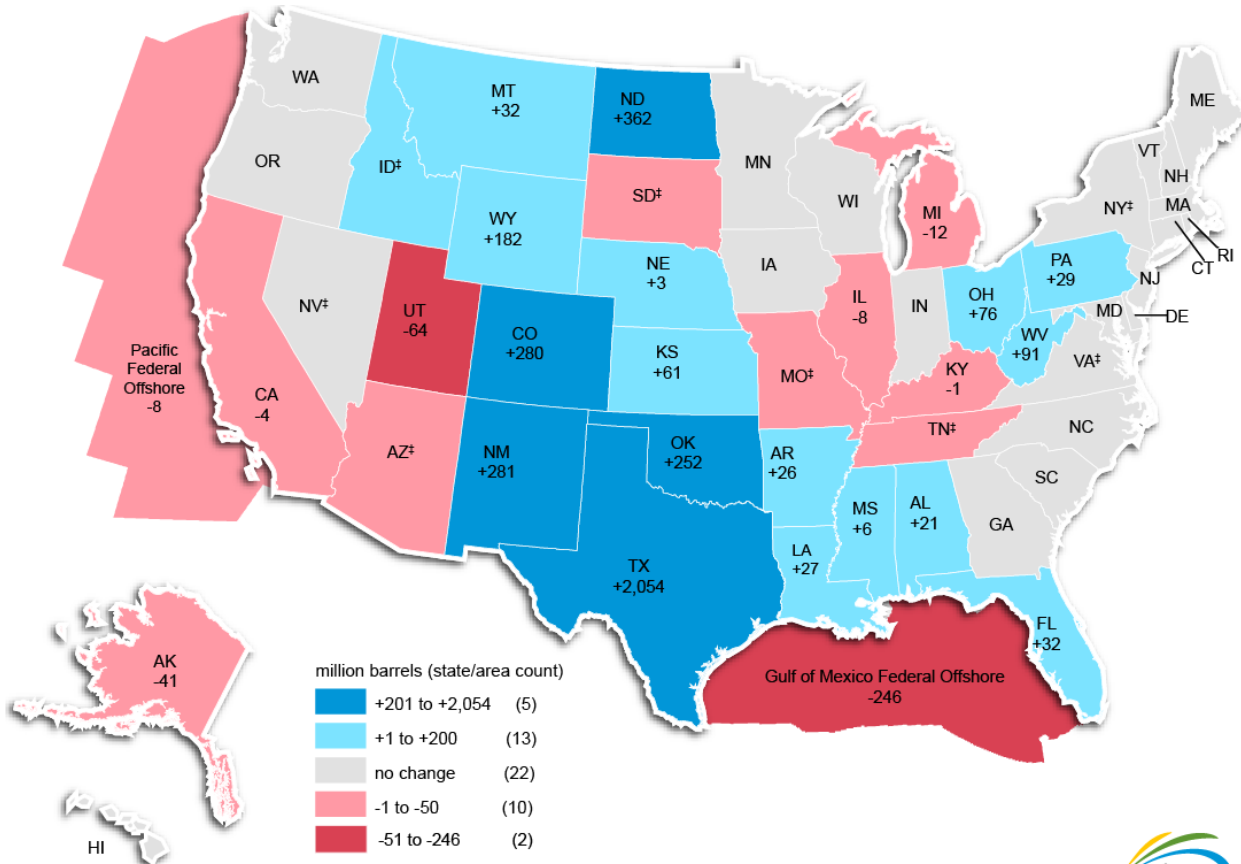 WA
OR
ID‡
MT
+32
ND
+362
MN
SD‡
WY
+182
NE
+3
IA
WI
MI
-12
NV‡
UT
-64
CO
+280
KS
+61
MO‡
IL
-8
IN
OH
+76
KY
-1
WV
+91
PA
+29
NY‡
VT
NH
ME
MA
RI
CT
NJ
MD
DE
VA‡
NC
SC
GA
TN‡
Pacific
Federal
Offshore
-8
CA
-4
AZ‡
NM
+281
OK
+252
AR
+26
TX
+2,054
LA
+27
MS
+6
AL
+21
FL
+32
Gulf of Mexico Federal Offshore
-246
AK
-41
HI
million barrels (state/area count)
+201 to +2,054 (5)
+1 to +200 (13)
no change (22)
-1 to -50 (10)
-51 to -246 (2)